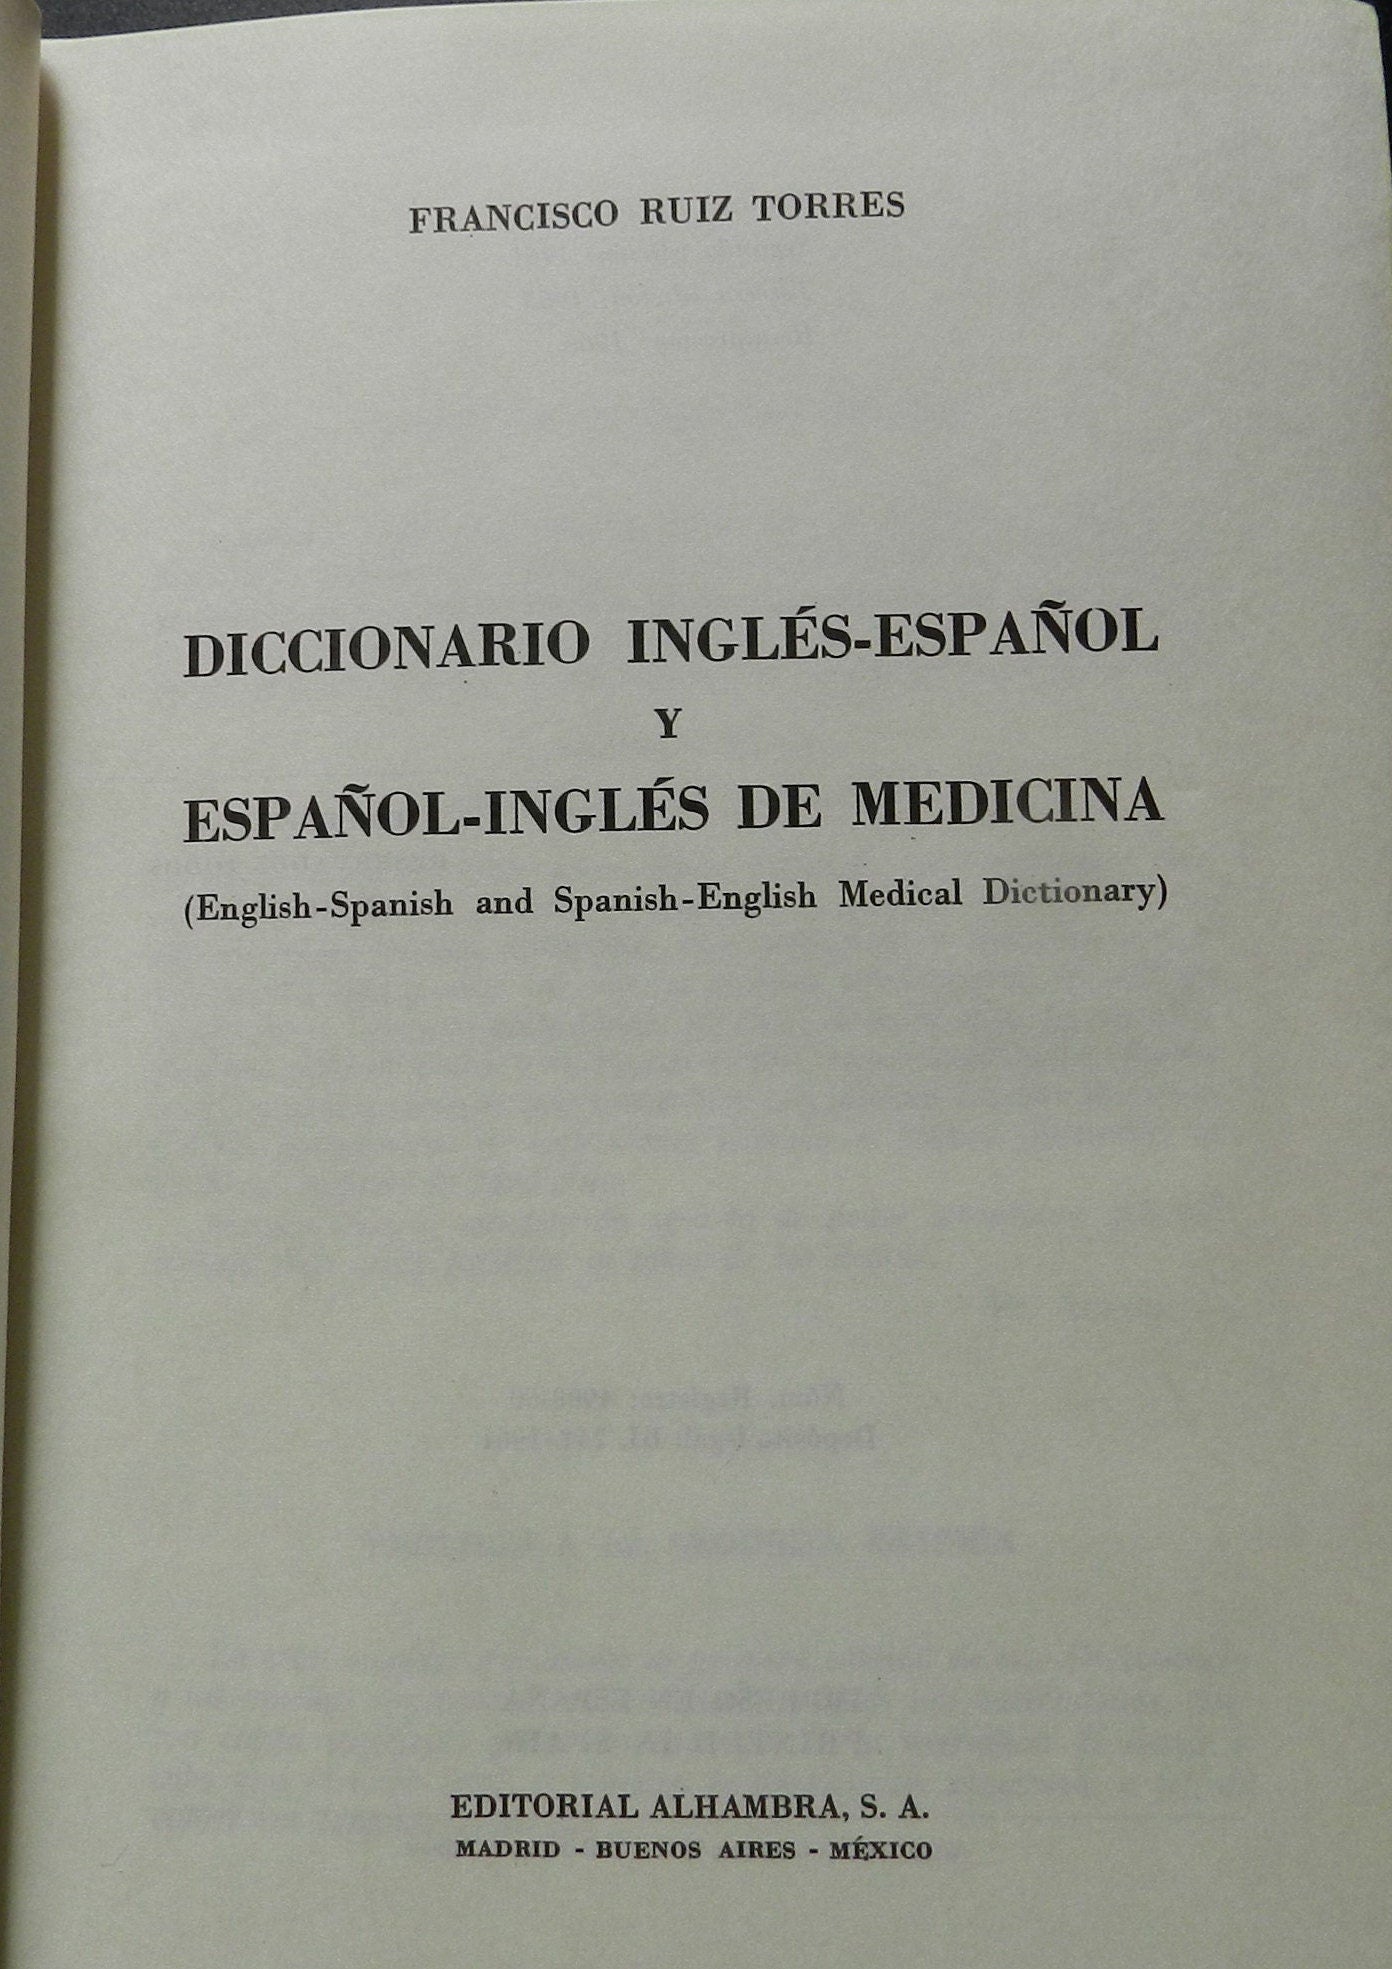 FRANCISCO RUIZ TORRES
DICCIONARIO INGLÉS-ESPAÑOL
Y
ESPAÑOL-INGLÉS DE MEDICINA
(English-Spanish and Spanish-English Medical Dictionary)
EDITORIAL ALHAMBRA, S. A.
MADRID - BUENOS AIRES - MÉXICO